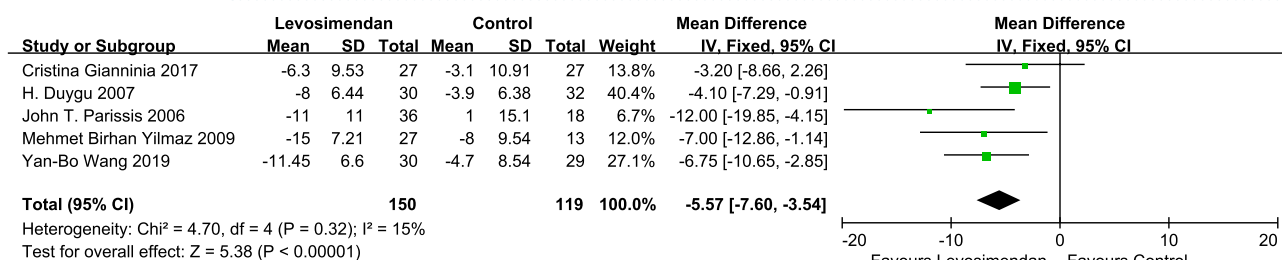 Levosimendan Control Mean Difference Mean Difference
Study or Subgroup Mean SD Total Mean SD Total Weight IV, Fixed, 95% CI IV, Fixed, 95% CI
Cristina Gianninia 2017 -6.3 9.53 27 -3.1 10.91 27 13.8% -3.20 [-8.66, 2.26]
H. Duygu 2007 -8 6.44 30 -3.9 6.38 32 40.4% -4.10 [-7.29, -0.91]
John T. Parissis 2006 -11 11 36 1 15.1 18 6.7% -12.00 [-19.85, -4.15]
Mehmet Birhan Yilmaz 2009 -15 7.21 27 -8 9.54 13 12.0% -7.00 [-12.86, -1.14]
Yan-Bo Wang 2019 -11.45 6.6 30 -4.7 8.54 29 27.1% -6.75 [-10.65, -2.85]
Total (95% CI) 150 119 100.0% -5.57 [-7.60, -3.54]
Heterogeneity: Chi² = 4.70, df = 4 (P = 0.32); I² = 15%
Test for overall effect: Z = 5.38 (P < 0.00001)
-20 -10 0 10 20
Favours Levosimendan Favours Control